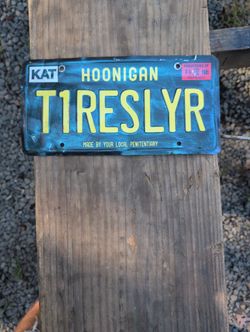 KAT
HOONIGAN
T1RESLYR
MADE BY YOUR LOCAL PENITENTIARY